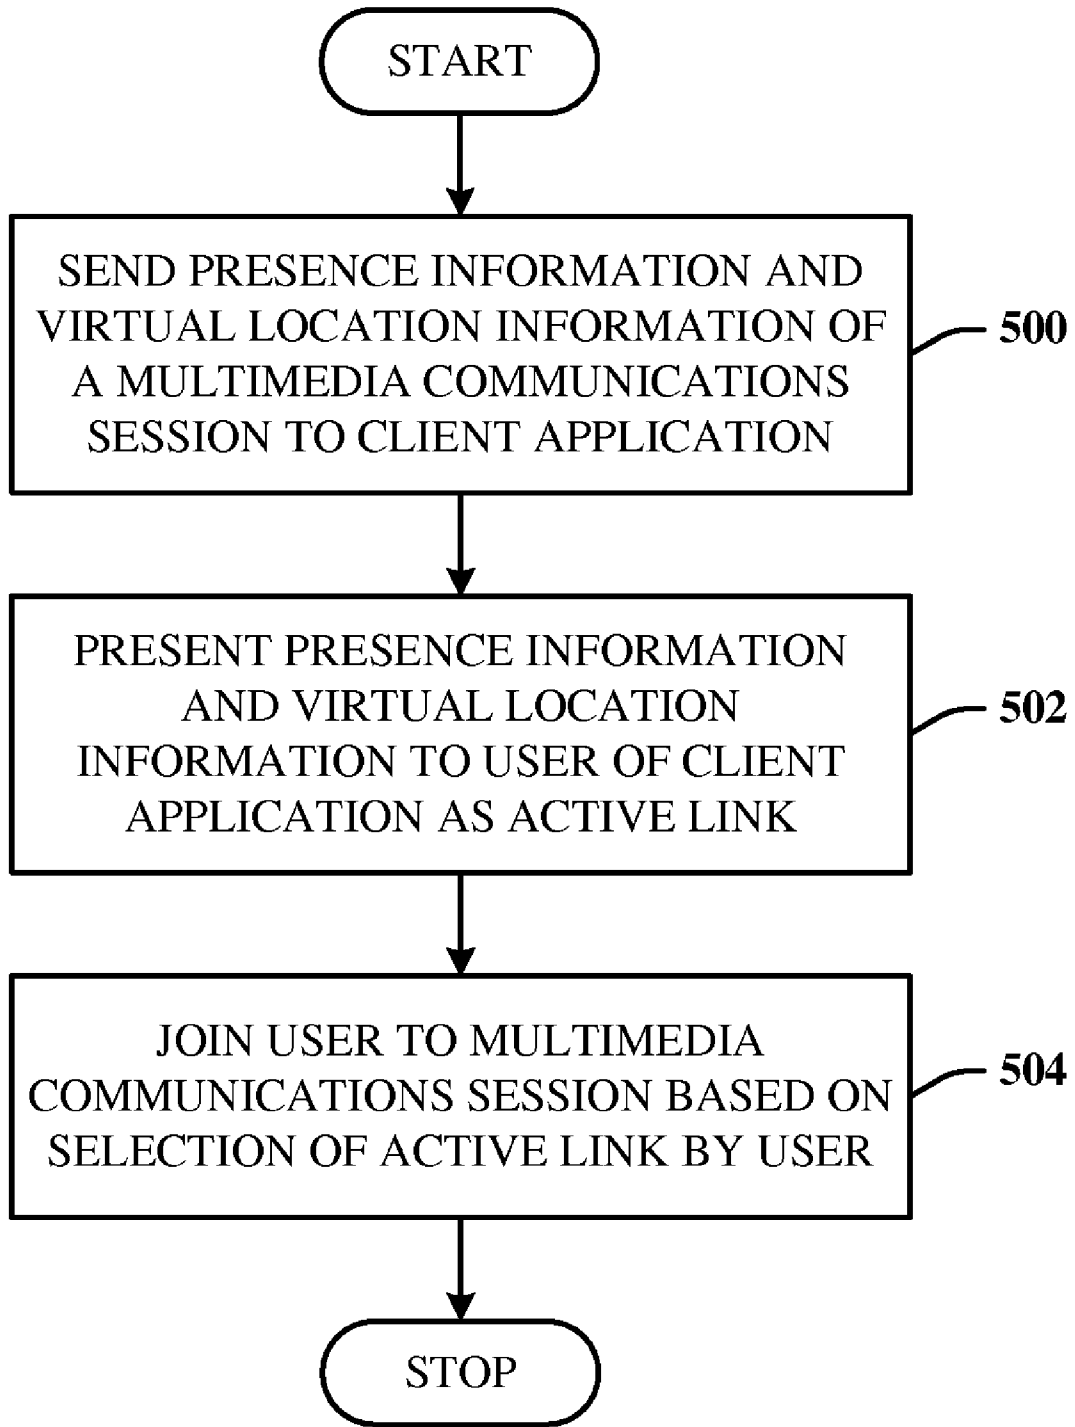 START
SEND PRESENCE INFORMATION AND
VIRTUAL LOCATION INFORMATION OF
A MULTIMEDIA COMMUNICATIONS
SESSION TO CLIENT APPLICATION
500
PRESENT PRESENCE INFORMATION
AND VIRTUAL LOCATION
INFORMATION TO USER OF CLIENT
APPLICATION AS ACTIVE LINK
502
JOIN USER TO MULTIMEDIA
COMMUNICATIONS SESSION BASED ON
SELECTION OF ACTIVE LINK BY USER
504
STOP